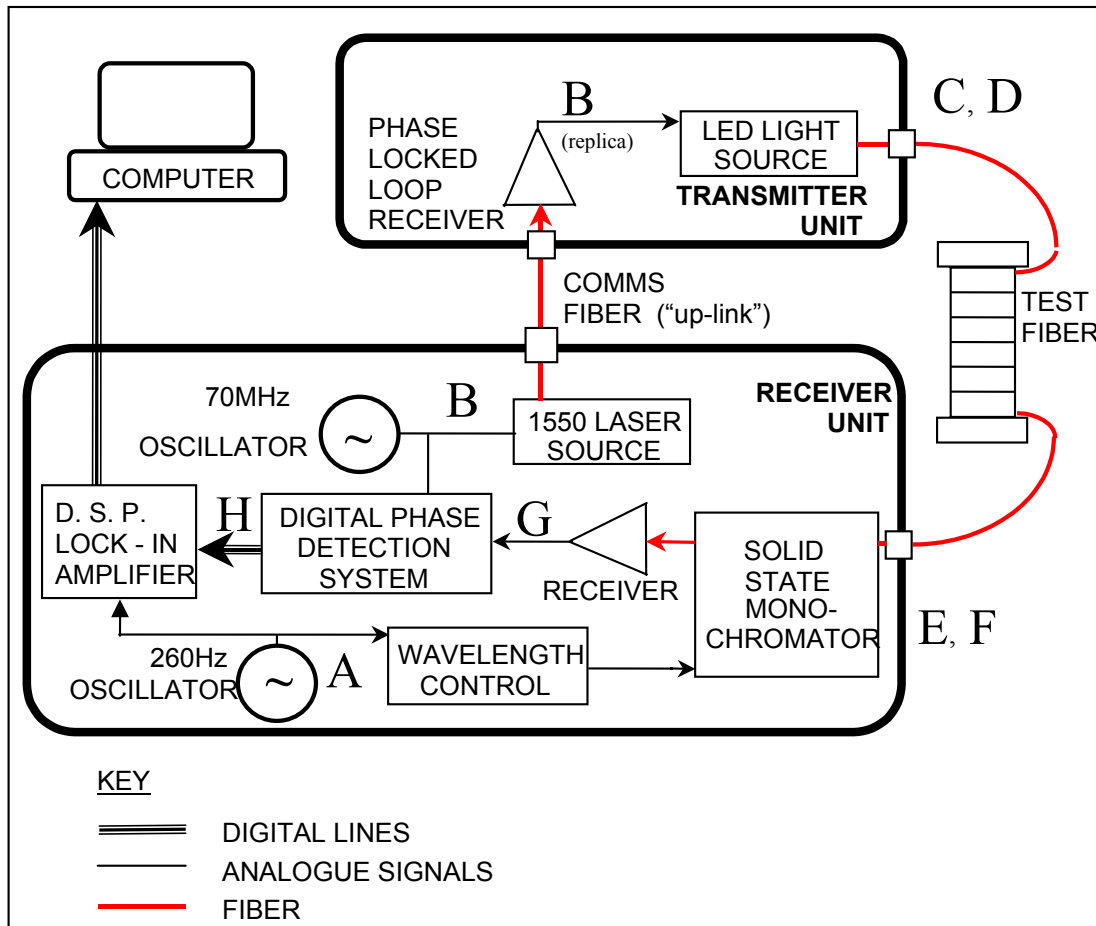 COMPUTER
PHASE
LOCKED
LOOP
RECEIVER
B
(replica)
LED LIGHT
SOURCE
TRANSMITTER
UNIT
C, D
COMMS
FIBER ("up-link")
TEST
FIBER
70MHz
OSCILLATOR
~
B
1550 LASER
SOURCE
RECEIVER
UNIT
D. S. P.
LOCK - IN
AMPLIFIER
H
DIGITAL PHASE
DETECTION
SYSTEM
G
RECEIVER
SOLID
STATE
MONO-
CHROMATOR
E, F
260Hz
OSCILLATOR
~
A
WAVELENGTH
CONTROL
KEY
DIGITAL LINES
ANALOGUE SIGNALS
FIBER